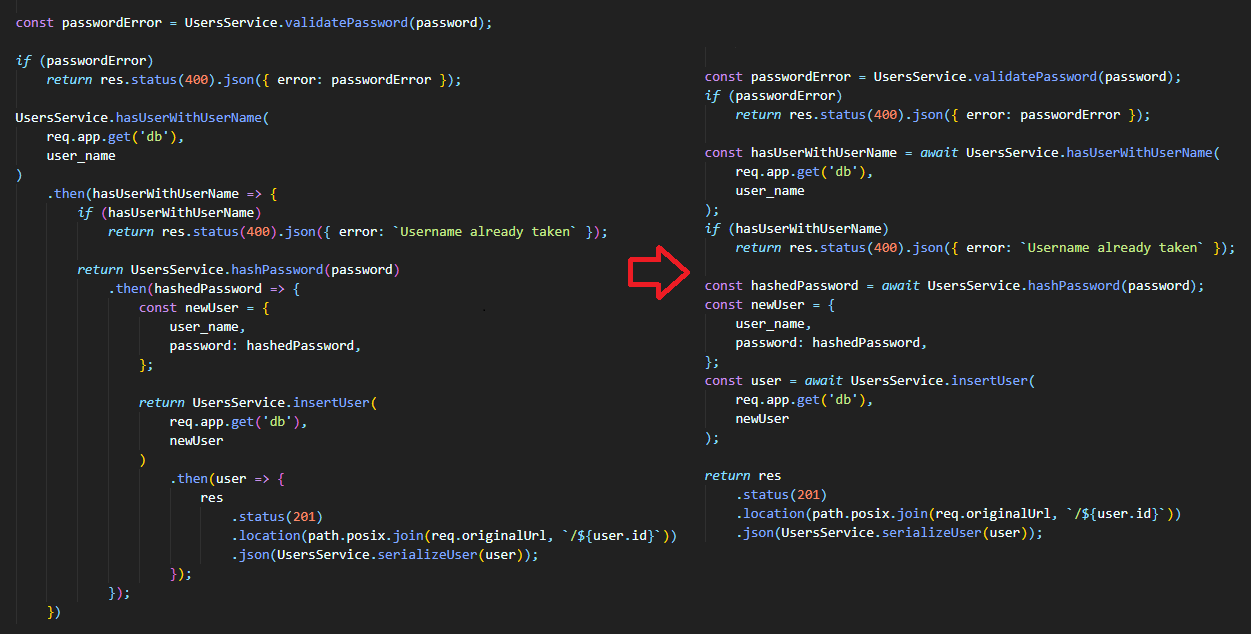 const passwordError = UsersService.validatePassword(password);
if (passwordError)
return res.status(400).json({ error: passwordError });
UsersService.hasUserWithUserName(
req.app.get('db'),
user_name
)
.then(hasUserWithUserName => {
if (hasUserWithUserName)
return res.status(400).json({ error: `Username already taken` });
return UsersService.hashPassword(password)
.then(hashedPassword => {
const newUser = {
user_name,
password: hashedPassword,
};
return UsersService.insertUser(
req.app.get('db'),
newUser
)
.then(user => {
res
.status(201)
.location(path.posix.join(req.originalUrl, `/${user.id}`))
.json(UsersService.serializeUser(user));
});
});
})
const passwordError = UsersService.validatePassword(password);
if (passwordError)
return res.status(400).json({ error: passwordError });
const hasUserWithUserName = await UsersService.hasUserWithUserName(
req.app.get('db'),
user_name
);
if (hasUserWithUserName)
return res.status(400).json({ error: `Username already taken` });
const hashedPassword = await UsersService.hashPassword(password);
const newUser = {
user_name,
password: hashedPassword,
};
const user = await UsersService.insertUser(
req.app.get('db'),
newUser
);
return res
.status(201)
.location(path.posix.join(req.originalUrl, `/${user.id}`))
.json(UsersService.serializeUser(user));